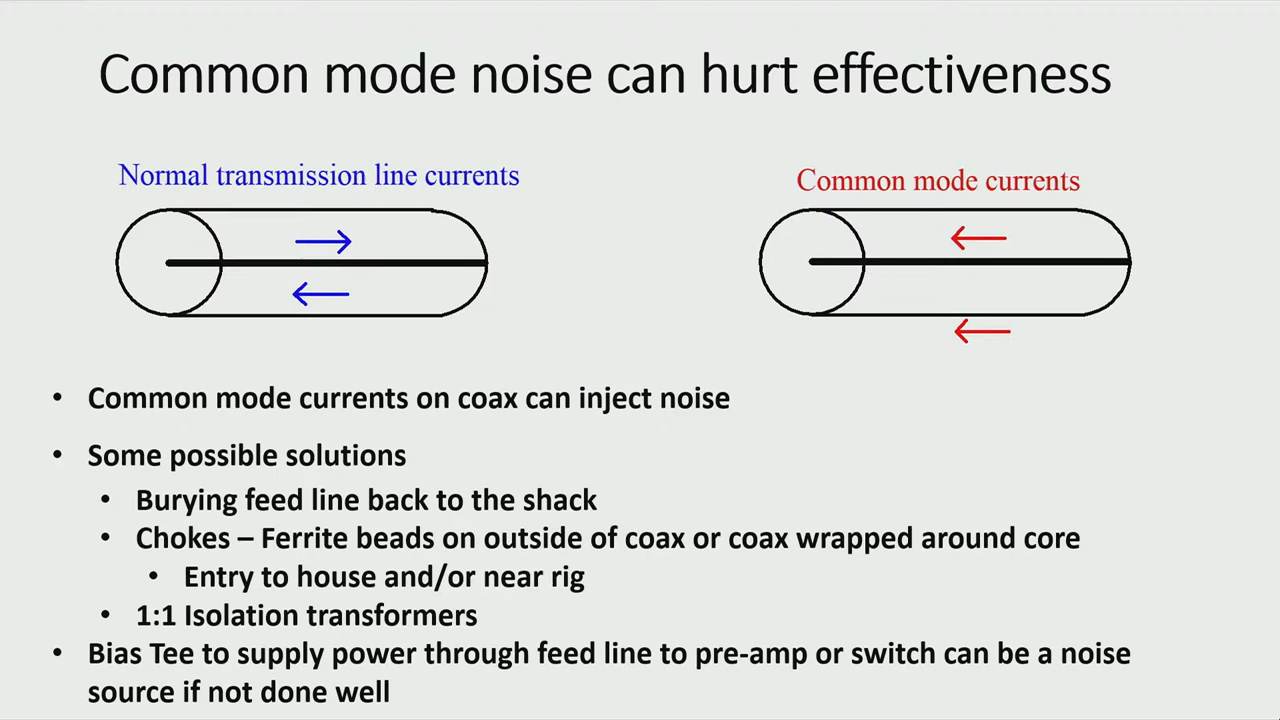 Common mode noise can hurt effectiveness
Normal transmission line currents
Common mode currents
• Common mode currents on coax can inject noise
• Some possible solutions
• Burying feed line back to the shack
• Chokes – Ferrite beads on outside of coax or coax wrapped around core
• Entry to house and/or near rig
• 1:1 Isolation transformers
• Bias Tee to supply power through feed line to pre-amp or switch can be a noise
source if not done well